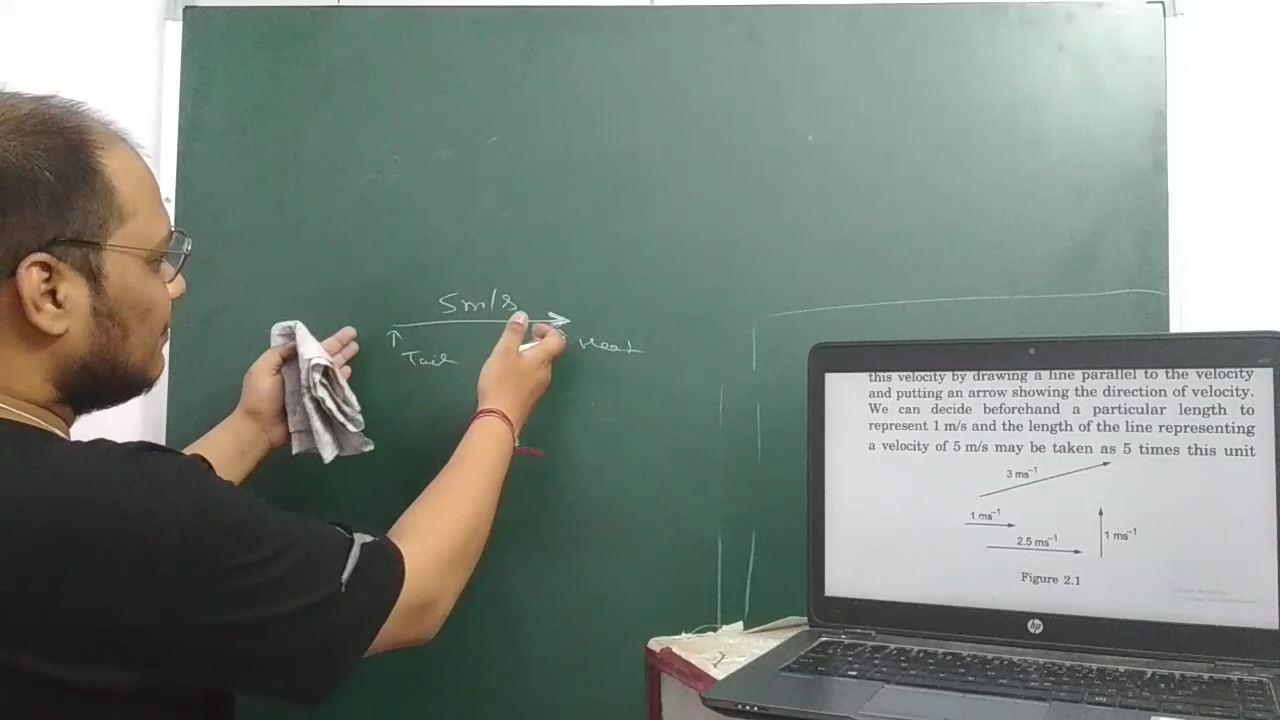 5m/s
Tail
Head
this velocity by drawing a line parallel to the velocity
and putting an arrow showing the direction of velocity.
We can decide beforehand a particular length to
represent 1 m/s and the length of the line representing
a velocity of 5 m/s may be taken as 5 times this unit
3 ms⁻¹
1 ms⁻¹
2.5 ms⁻¹
1 ms⁻¹
Figure 2.1
hp